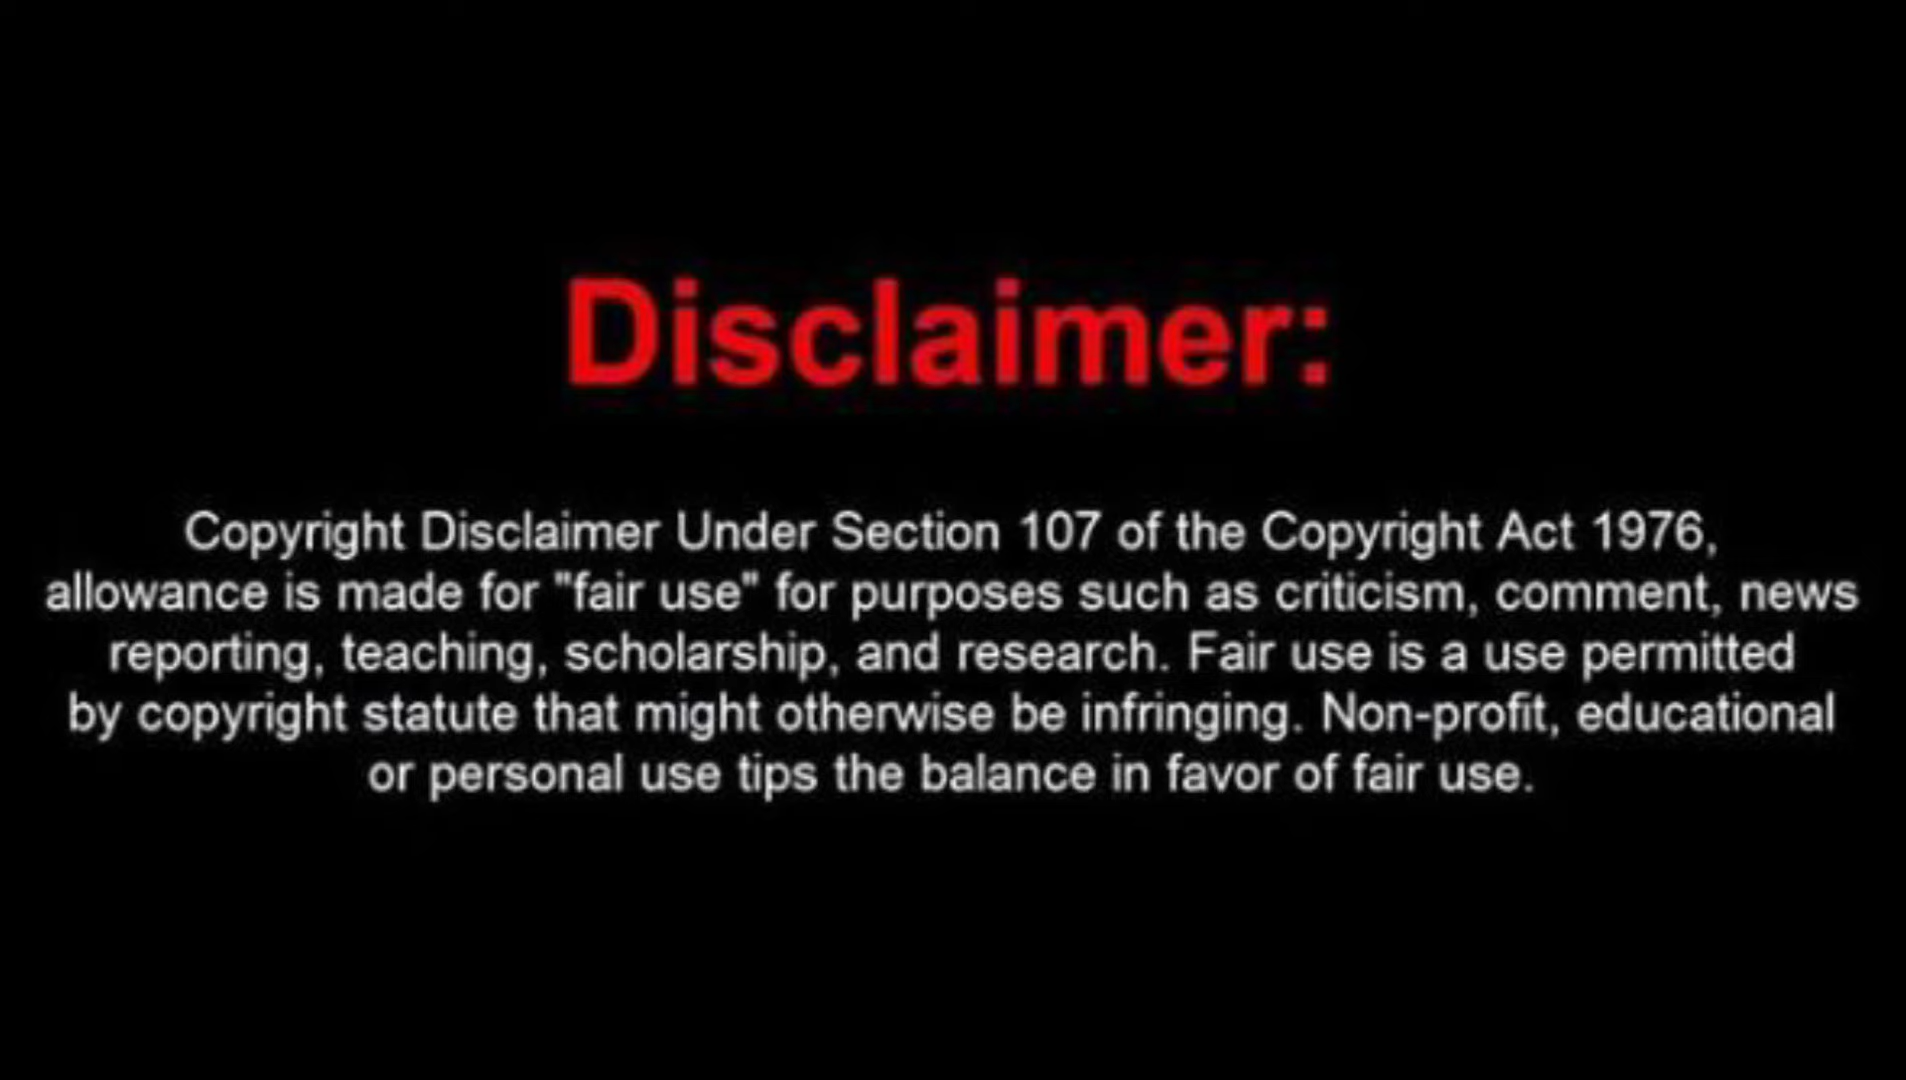 Disclaimer:
Copyright Disclaimer Under Section 107 of the Copyright Act 1976,
allowance is made for "fair use" for purposes such as criticism, comment, news
reporting, teaching, scholarship, and research. Fair use is a use permitted
by copyright statute that might otherwise be infringing. Non-profit, educational
or personal use tips the balance in favor of fair use.